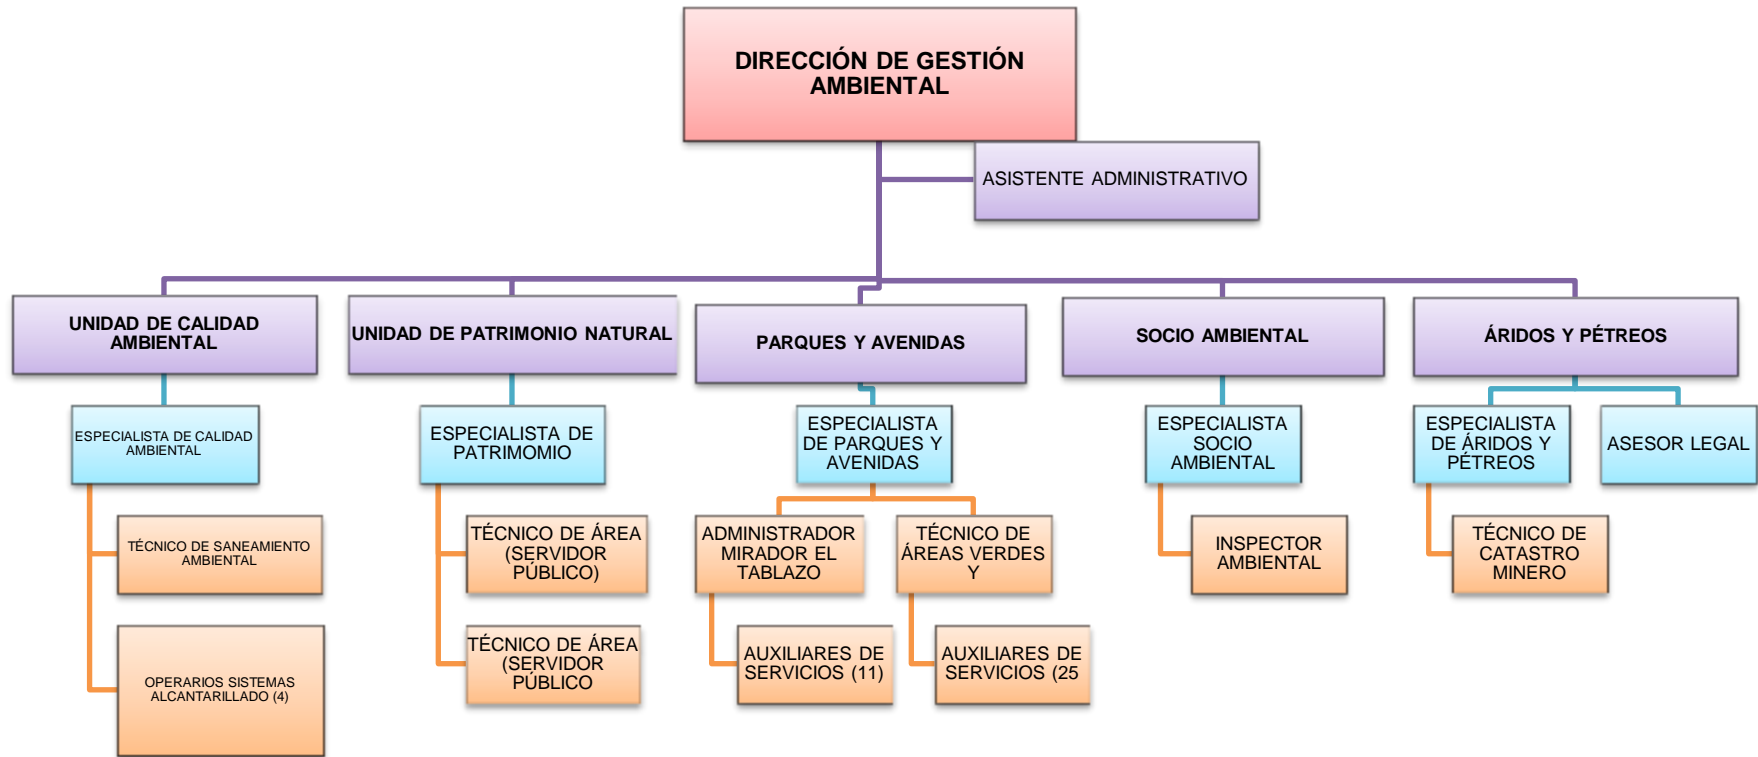 DIRECCIÓN DE GESTIÓN
AMBIENTAL
ASISTENTE ADMINISTRATIVO
UNIDAD DE CALIDAD
AMBIENTAL
UNIDAD DE PATRIMONIO NATURAL
PARQUES Y AVENIDAS
SOCIO AMBIENTAL
ÁRIDOS Y PÉTREOS
ESPECIALISTA DE CALIDAD
AMBIENTAL
ESPECIALISTA DE
PATRIMOMIO
ESPECIALISTA
DE PARQUES Y
AVENIDAS
ESPECIALISTA
SOCIO
AMBIENTAL
ESPECIALISTA
DE ÁRIDOS Y
PÉTREOS
ASESOR LEGAL
TÉCNICO DE SANEAMIENTO
AMBIENTAL
TÉCNICO DE ÁREA
(SERVIDOR
PÚBLICO)
ADMINISTRADOR
MIRADOR EL
TABLAZO
TÉCNICO DE
ÁREAS VERDES
Y
INSPECTOR
AMBIENTAL
TÉCNICO DE
CATASTRO
MINERO
OPERARIOS SISTEMAS
ALCANTARILLADO (4)
TÉCNICO DE ÁREA
(SERVIDOR
PÚBLICO
AUXILIARES DE
SERVICIOS (11)
AUXILIARES DE
SERVICIOS (25